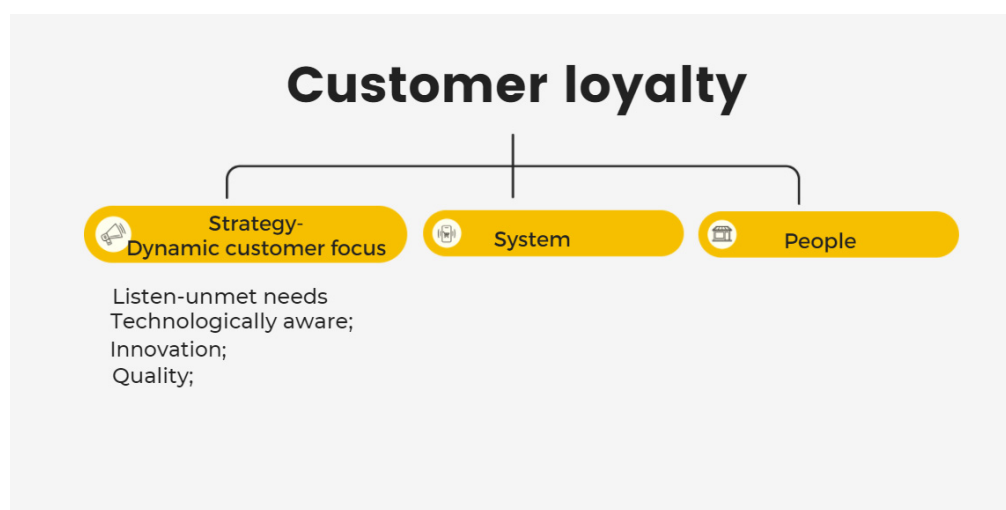 Customer loyalty
Strategy-
Dynamic customer focus
Listen-unmet needs
Technologically aware;
Innovation;
Quality;
System
People